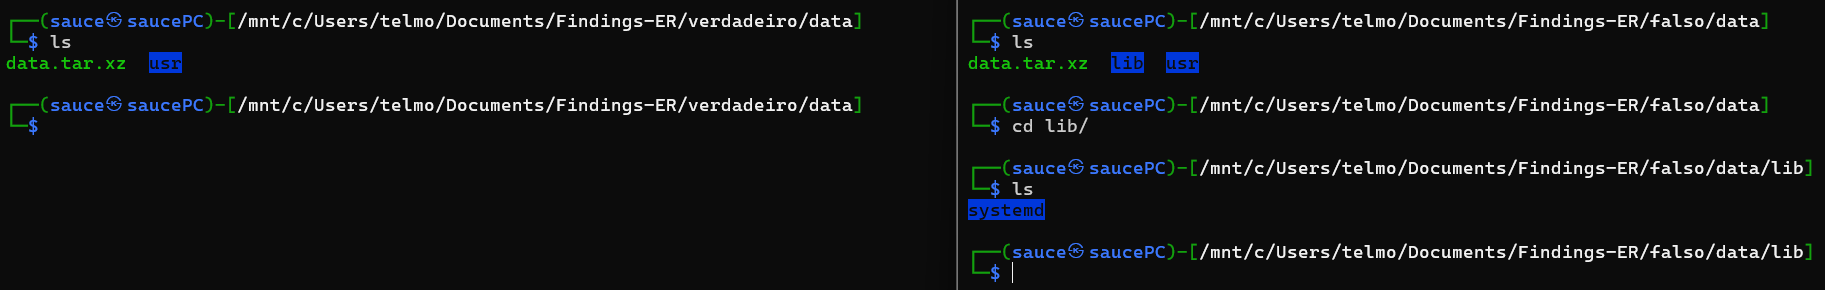 ┌──(sauce㉿saucePC)-[/mnt/c/Users/telmo/Documents/Findings-ER/verdadeiro/data]
└─$ ls
data.tar.xz  usr

┌──(sauce㉿saucePC)-[/mnt/c/Users/telmo/Documents/Findings-ER/verdadeiro/data]
└─$
┌──(sauce㉿saucePC)-[/mnt/c/Users/telmo/Documents/Findings-ER/falso/data]
└─$ ls
data.tar.xz  lib  usr

┌──(sauce㉿saucePC)-[/mnt/c/Users/telmo/Documents/Findings-ER/falso/data]
└─$ cd lib/

┌──(sauce㉿saucePC)-[/mnt/c/Users/telmo/Documents/Findings-ER/falso/data/lib]
└─$ ls
systemd

┌──(sauce㉿saucePC)-[/mnt/c/Users/telmo/Documents/Findings-ER/falso/data/lib]
└─$